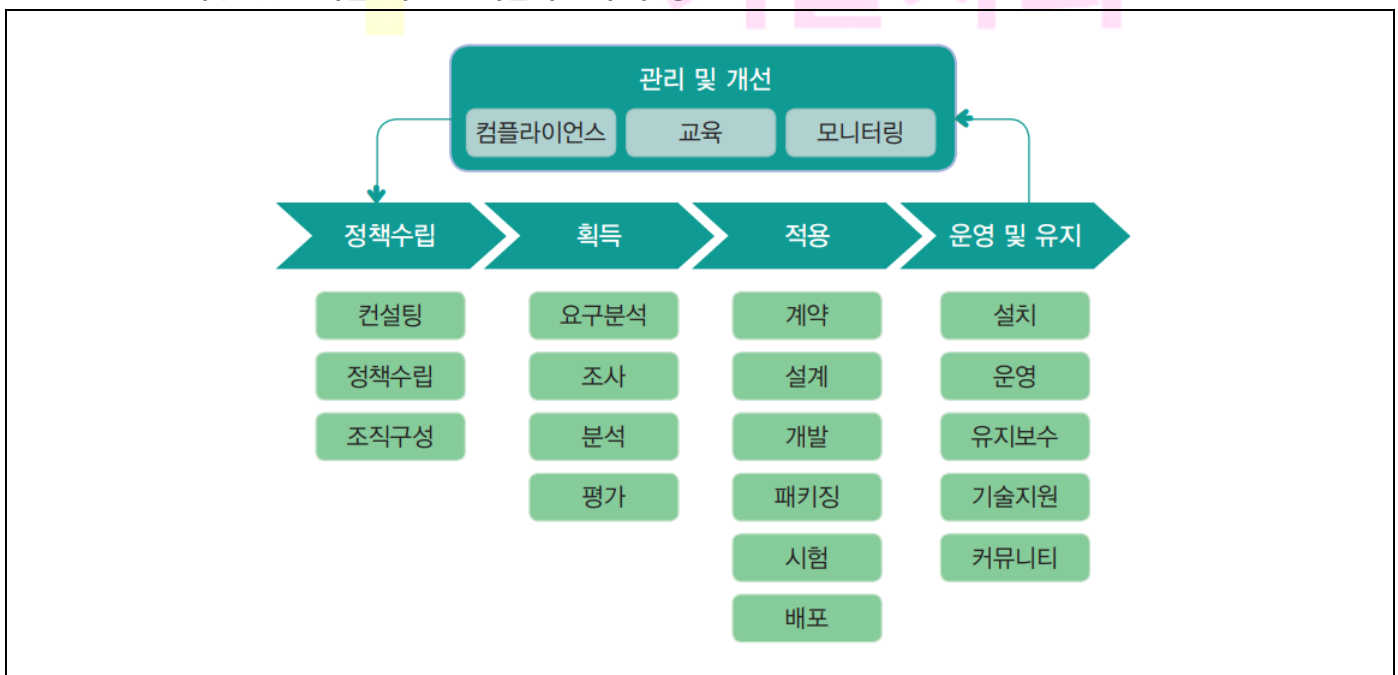 관리 및 개선
컴플라이언스 교육 모니터링
정책수립 획득 적용 운영 및 유지
컨설팅 요구분석 계약 설치
정책수립 조사 설계 운영
조직구성 분석 개발 유지보수
평가 패키징 기술지원
시험 커뮤니티
배포